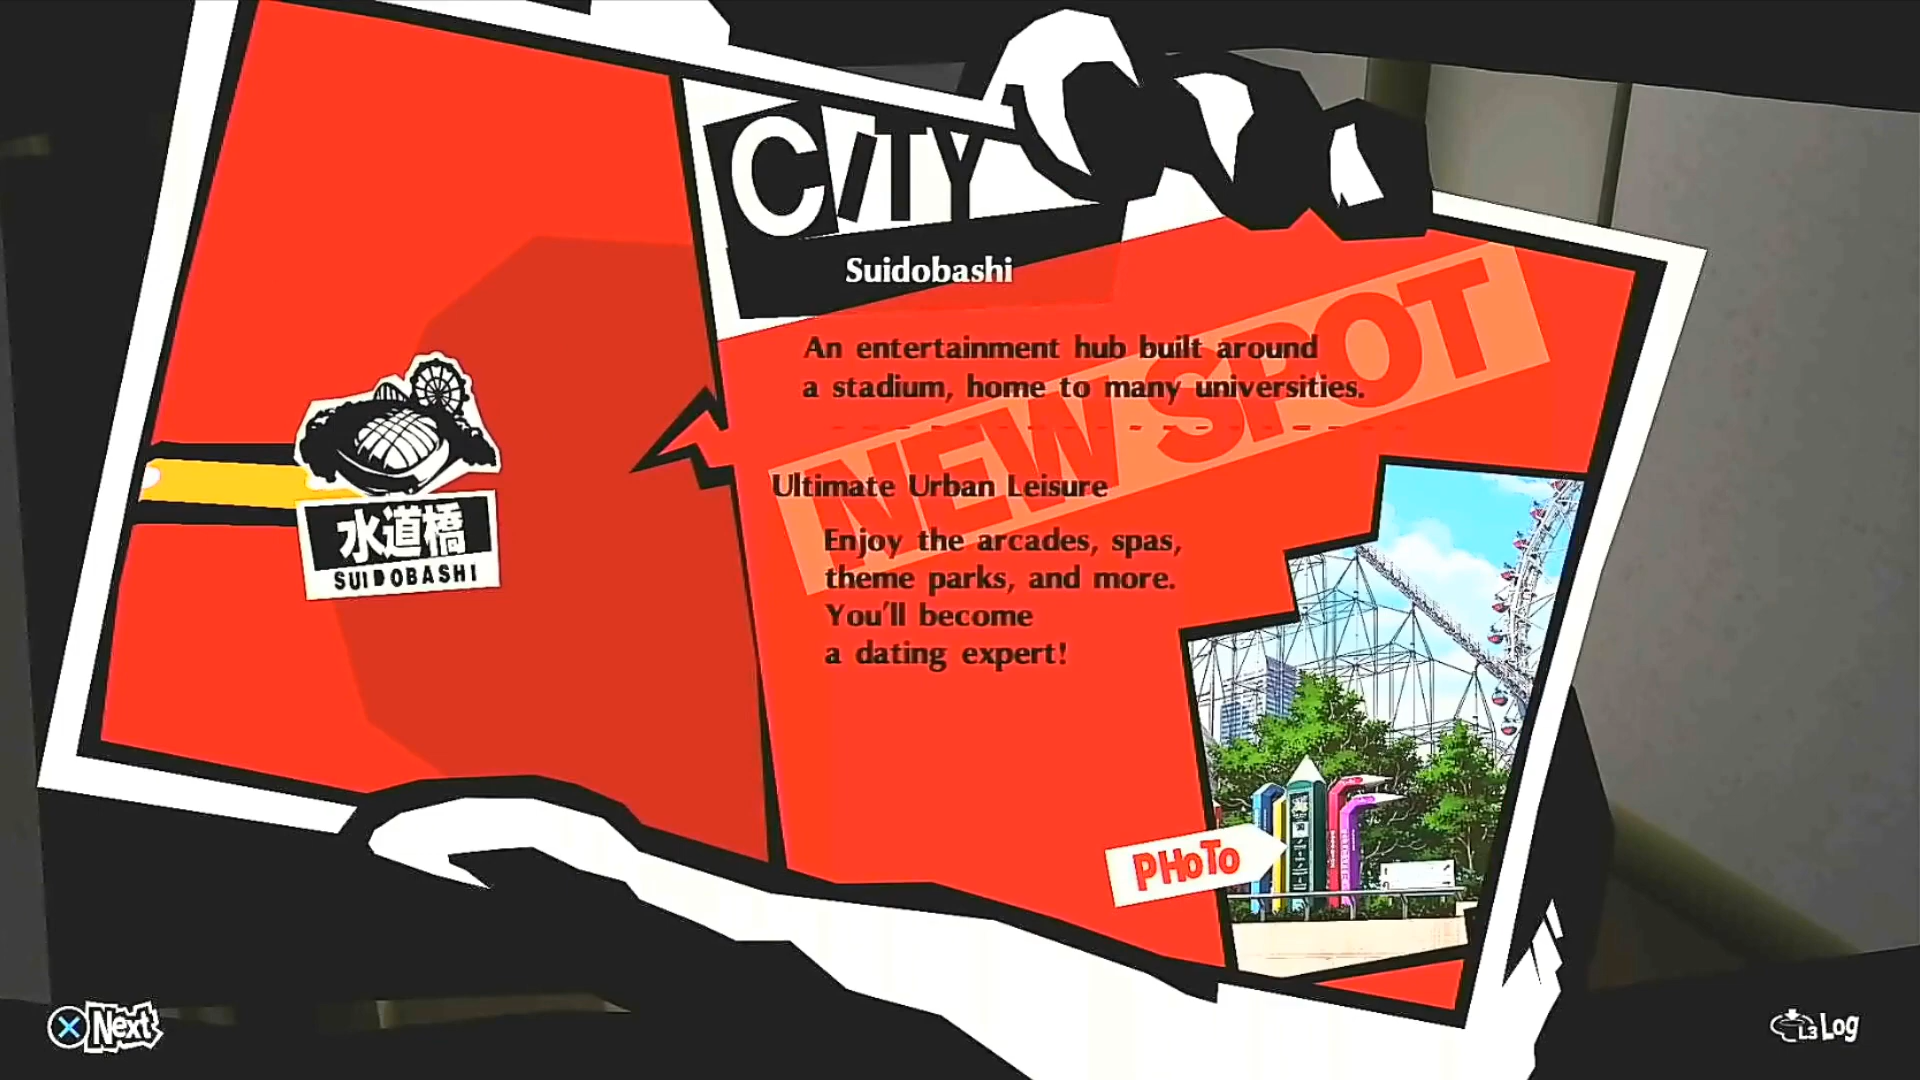 CITY
Suidobashi
NEW SPOT
An entertainment hub built around
a stadium, home to many universities.
Ultimate Urban Leisure
Enjoy the arcades, spas,
theme parks, and more.
You'll become
a dating expert!
水道橋
SUIDOBASHI
PHOTO
Next
L3 Log